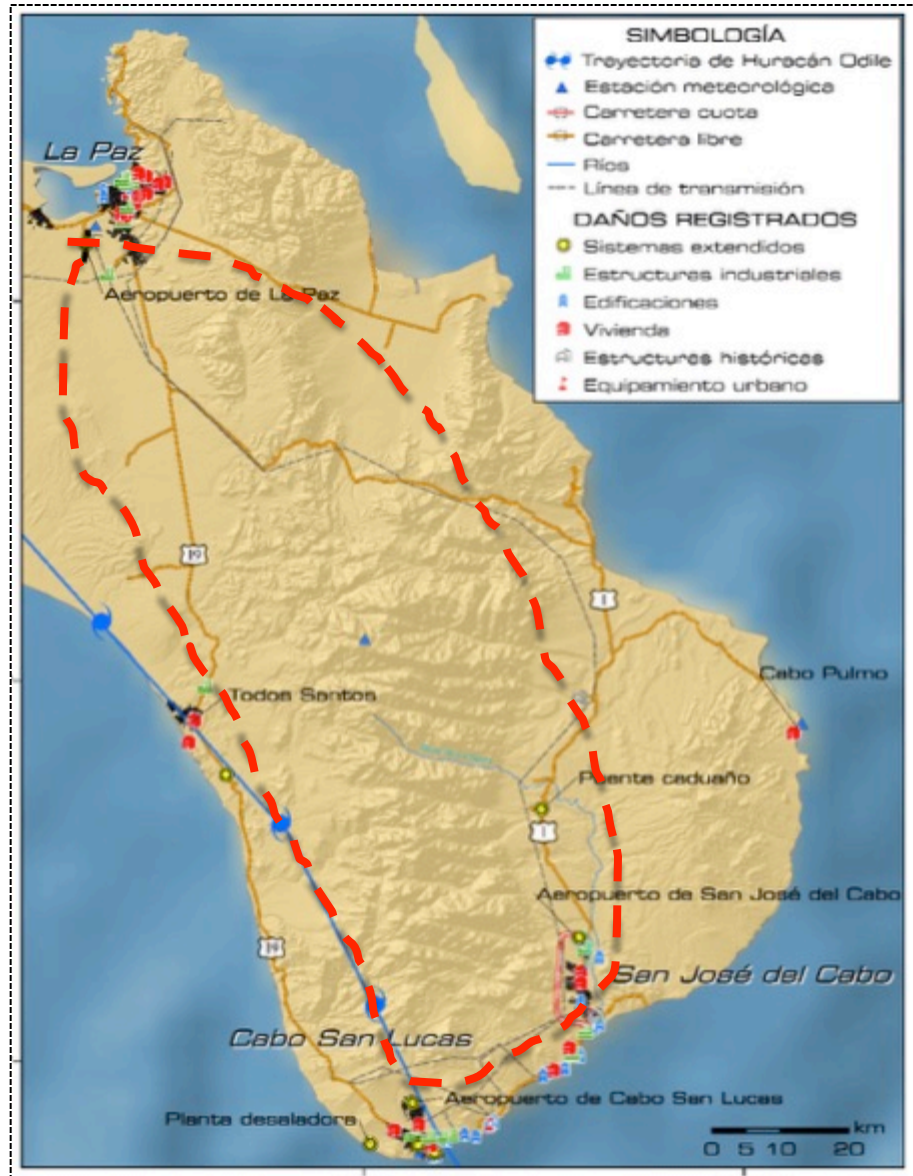 SIMBOLOGÍA
Trayectoria de Huracán Odile
Estación meteorológica
Carretera cuota
Carretera libre
Ríos
Línea de transmisión
DAÑOS REGISTRADOS
Sistemas extendidos
Estructuras industriales
Edificaciones
Vivienda
Estructuras históricas
Equipamiento urbano
La Paz
Aeropuerto de La Paz
19
1
Cabo Pulmo
Todos Santos
Puente caduaño
1
Aeropuerto de San José del Cabo
19
San José del Cabo
Cabo San Lucas
Aeropuerto de Cabo San Lucas
Planta desaladora
km
0 5 10 20